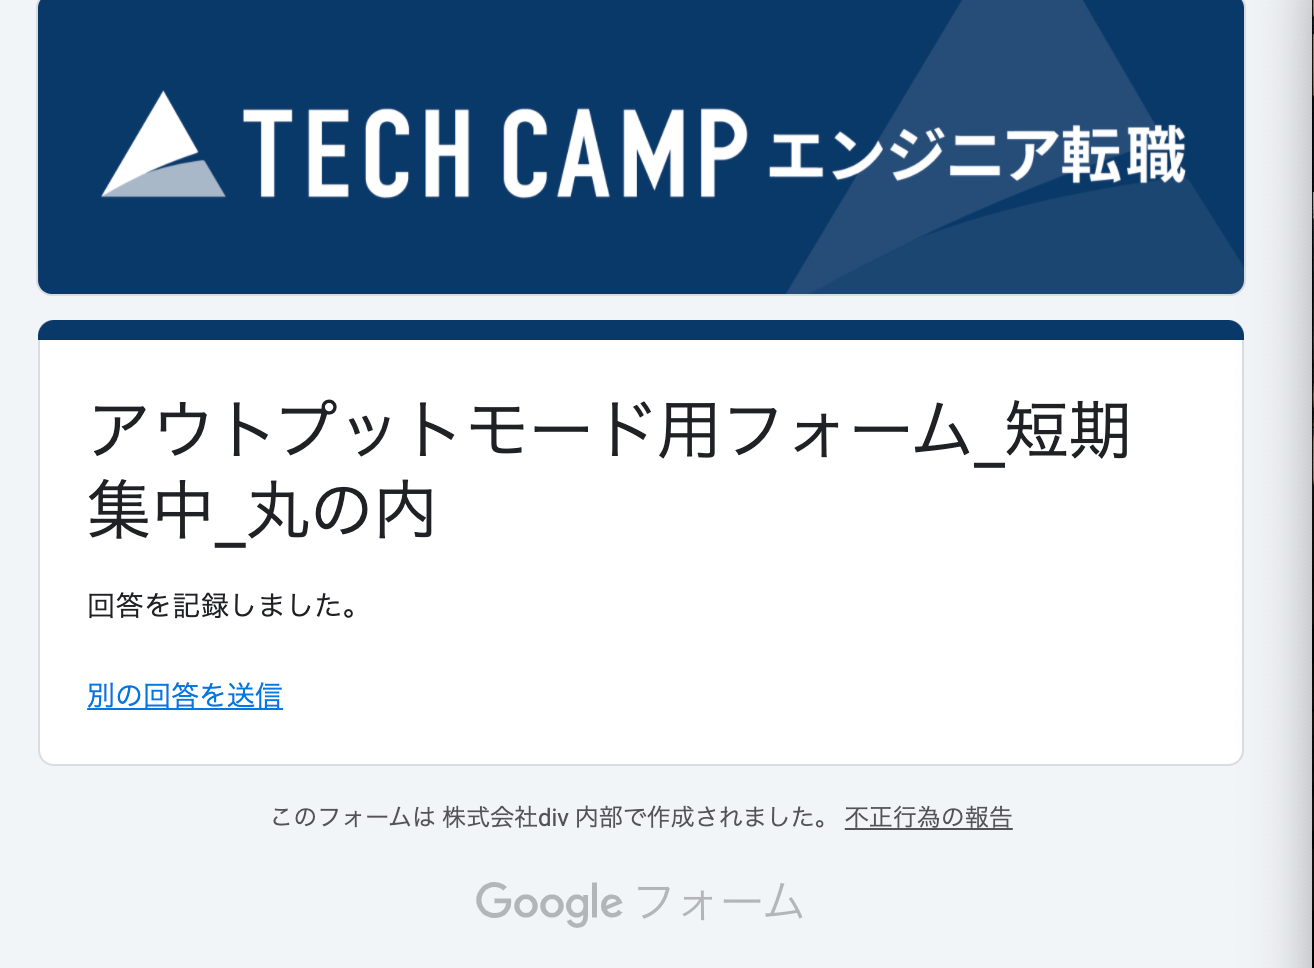 TECH CAMP エンジニア転職
アウトプットモード用フォーム_短期
集中_丸の内
回答を記録しました。
別の回答を送信
このフォームは 株式会社div 内部で作成されました。 不正行為の報告
Google フォーム